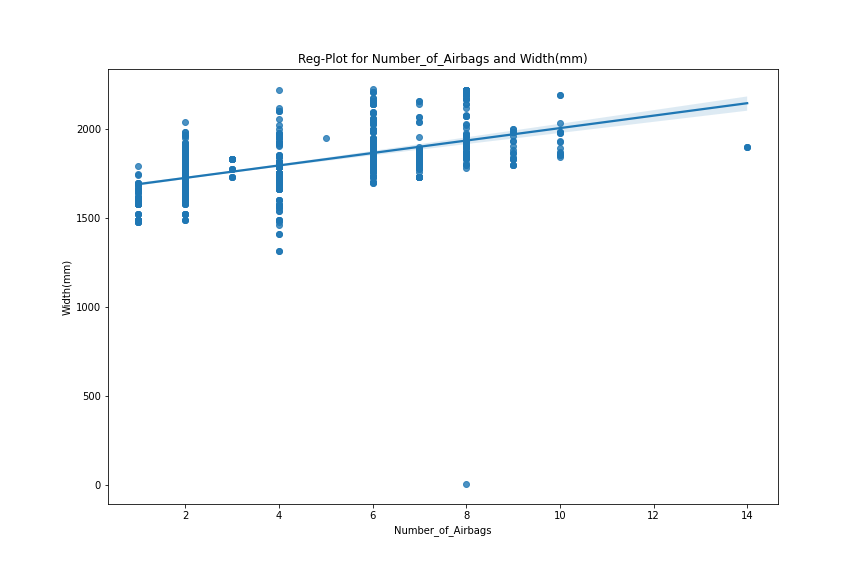 Reg-Plot for Number_of_Airbags and Width(mm)
2000
1500
1000
500
0
Width(mm)
2 4 6 8 10 12 14
Number_of_Airbags